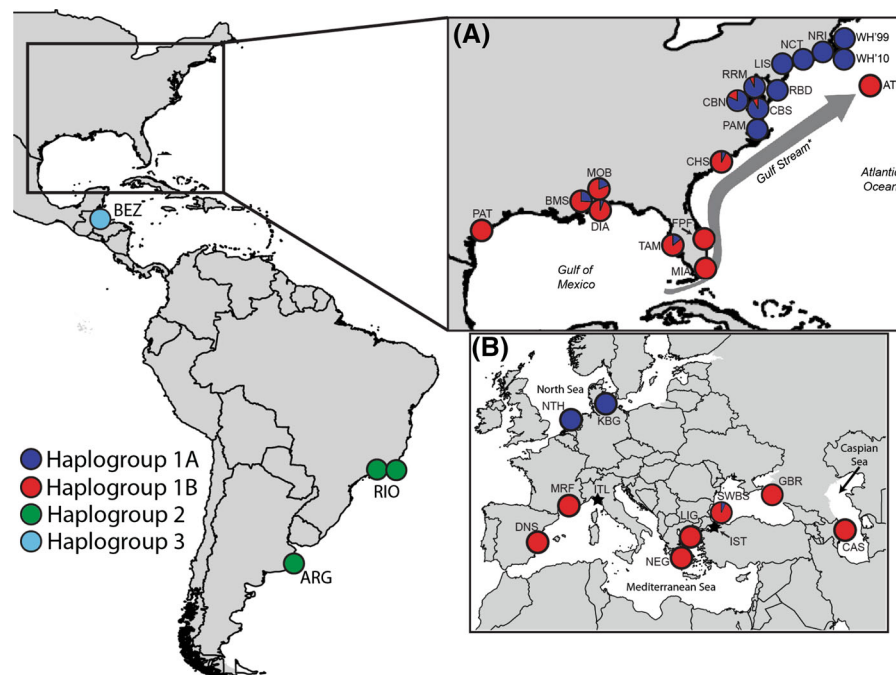 (A)
NRI
WH'99
NCT
WH'10
LIS
RRM
RBD
AT
CBN
CBS
PAM
CHS
Gulf Stream*
Atlantic
Ocean
MOB
BMS
DIA
PAT
FPF
TAM
MIA
Gulf of
Mexico
BEZ
(B)
North Sea
NTH
KBG
Caspian
Sea
MRF
ITL
GBR
SWBS
DNS
LIG
IST
CAS
NEG
Mediterranean Sea
Haplogroup 1A
Haplogroup 1B
Haplogroup 2
Haplogroup 3
RIO
ARG